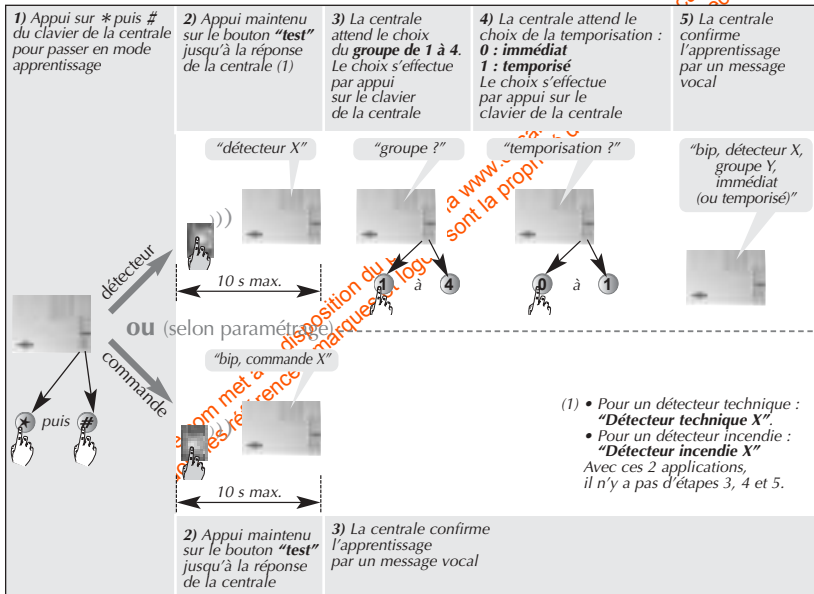 1) Appui sur * puis #
du clavier de la centrale
pour passer en mode
apprentissage
2) Appui maintenu
sur le bouton “test”
jusqu’à la réponse
de la centrale (1)
3) La centrale
attend le choix
du groupe de 1 à 4.
Le choix s’effectue
par appui
sur le clavier
de la centrale
4) La centrale attend le
choix de la temporisation :
0 : immédiat
1 : temporisé
Le choix s’effectue
par appui sur le
clavier de la centrale
5) La centrale
confirme
l’apprentissage
par un message
vocal
“détecteur X”
“groupe ?”
“temporisation ?”
“bip, détecteur X,
groupe Y,
immédiat
(ou temporisé)”
détecteur
10 s max.
1 à 4
0 à 1
ou (selon paramétrage)
commande
“bip, commande X”
* puis #
10 s max.
(1) • Pour un détecteur technique :
“Détecteur technique X”.
• Pour un détecteur incendie :
“Détecteur incendie X”
Avec ces 2 applications,
il n’y a pas d’étapes 3, 4 et 5.
2) Appui maintenu
sur le bouton “test”
jusqu’à la réponse
de la centrale
3) La centrale confirme
l’apprentissage
par un message vocal